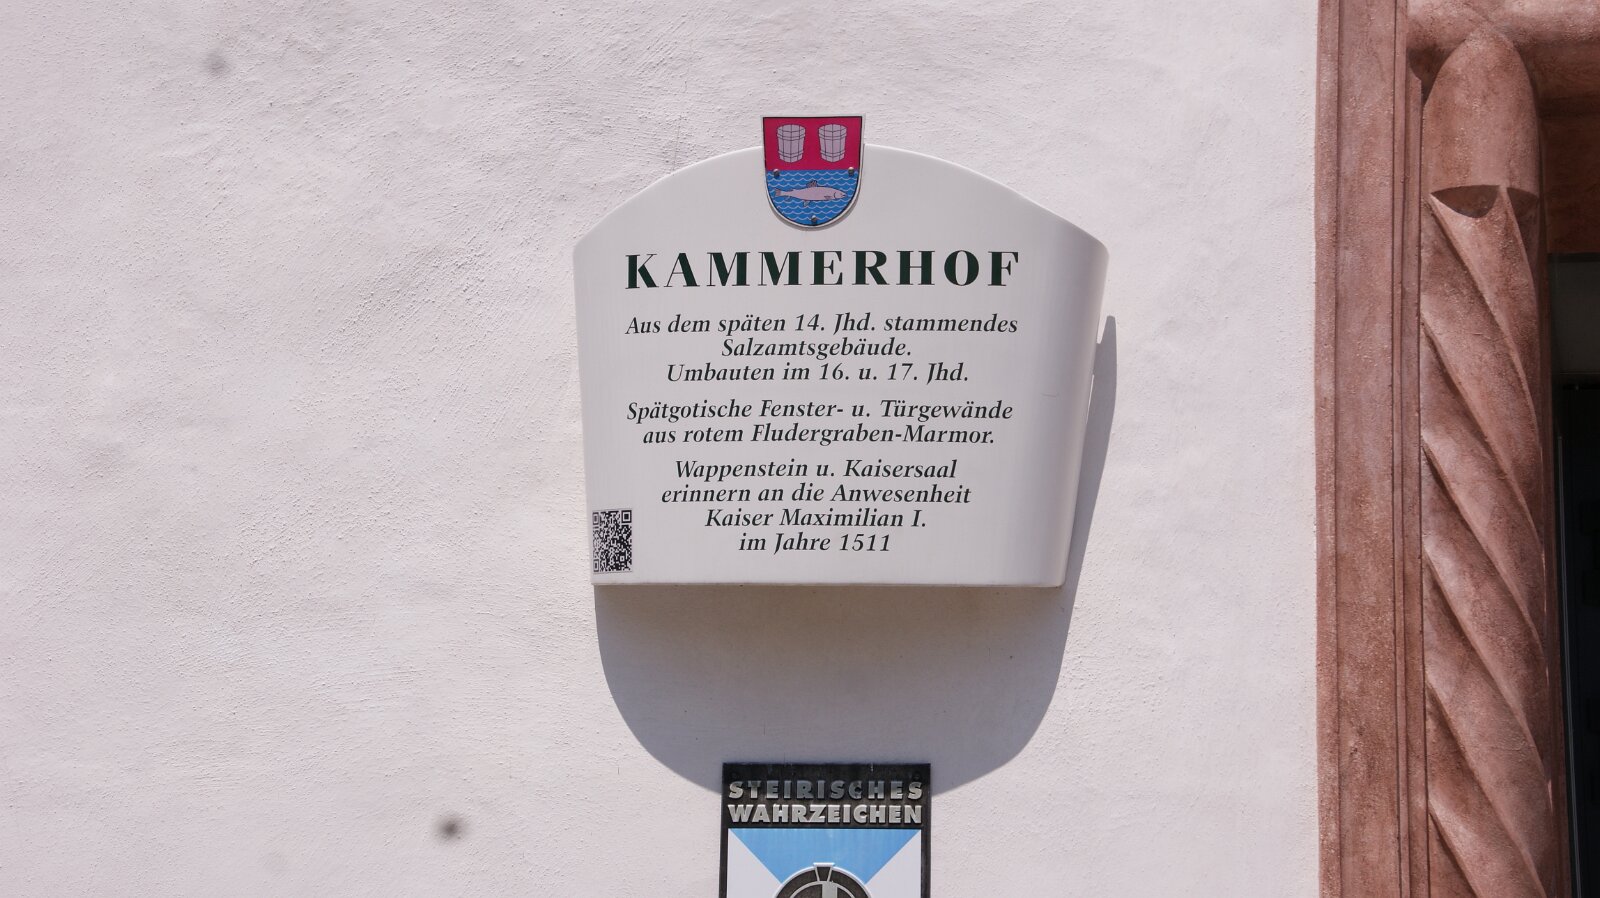 KAMMERHOF
Aus dem späten 14. Jhd. stammendes
Salzamtsgebäude.
Umbauten im 16. u. 17. Jhd.
Spätgotische Fenster- u. Türgewände
aus rotem Fludergraben-Marmor.
Wappenstein u. Kaisersaal
erinnern an die Anwesenheit
Kaiser Maximilian I.
im Jahre 1511
STEIRISCHES
WAHRZEICHEN